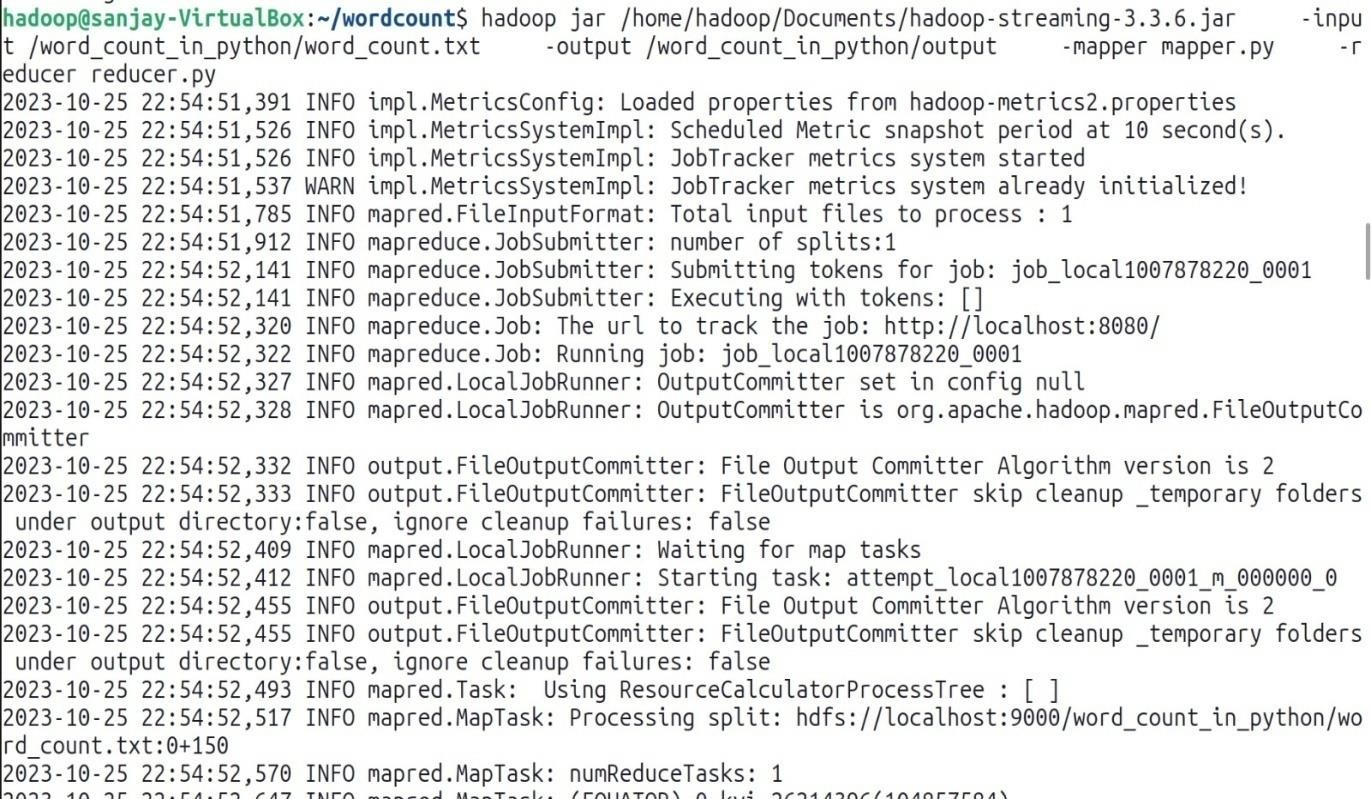 hadoop@sanjay-VirtualBox:~/wordcount$ hadoop jar /home/hadoop/Documents/hadoop-streaming-3.3.6.jar     -inpu
t /word_count_in_python/word_count.txt     -output /word_count_in_python/output     -mapper mapper.py     -r
educer reducer.py
2023-10-25 22:54:51,391 INFO impl.MetricsConfig: Loaded properties from hadoop-metrics2.properties
2023-10-25 22:54:51,526 INFO impl.MetricsSystemImpl: Scheduled Metric snapshot period at 10 second(s).
2023-10-25 22:54:51,526 INFO impl.MetricsSystemImpl: JobTracker metrics system started
2023-10-25 22:54:51,537 WARN impl.MetricsSystemImpl: JobTracker metrics system already initialized!
2023-10-25 22:54:51,785 INFO mapred.FileInputFormat: Total input files to process : 1
2023-10-25 22:54:51,912 INFO mapreduce.JobSubmitter: number of splits:1
2023-10-25 22:54:52,141 INFO mapreduce.JobSubmitter: Submitting tokens for job: job_local1007878220_0001
2023-10-25 22:54:52,141 INFO mapreduce.JobSubmitter: Executing with tokens: []
2023-10-25 22:54:52,320 INFO mapreduce.Job: The url to track the job: http://localhost:8080/
2023-10-25 22:54:52,322 INFO mapreduce.Job: Running job: job_local1007878220_0001
2023-10-25 22:54:52,327 INFO mapred.LocalJobRunner: OutputCommitter set in config null
2023-10-25 22:54:52,328 INFO mapred.LocalJobRunner: OutputCommitter is org.apache.hadoop.mapred.FileOutputCo
mmitter
2023-10-25 22:54:52,332 INFO output.FileOutputCommitter: File Output Committer Algorithm version is 2
2023-10-25 22:54:52,333 INFO output.FileOutputCommitter: FileOutputCommitter skip cleanup _temporary folders
 under output directory:false, ignore cleanup failures: false
2023-10-25 22:54:52,409 INFO mapred.LocalJobRunner: Waiting for map tasks
2023-10-25 22:54:52,412 INFO mapred.LocalJobRunner: Starting task: attempt_local1007878220_0001_m_000000_0
2023-10-25 22:54:52,455 INFO output.FileOutputCommitter: File Output Committer Algorithm version is 2
2023-10-25 22:54:52,455 INFO output.FileOutputCommitter: FileOutputCommitter skip cleanup _temporary folders
 under output directory:false, ignore cleanup failures: false
2023-10-25 22:54:52,493 INFO mapred.Task:  Using ResourceCalculatorProcessTree : [ ]
2023-10-25 22:54:52,517 INFO mapred.MapTask: Processing split: hdfs://localhost:9000/word_count_in_python/wo
rd_count.txt:0+150
2023-10-25 22:54:52,570 INFO mapred.MapTask: numReduceTasks: 1
2023-10-25 22:54:52,647 INFO mapred.MapTask: (EQUATOR) 0 kvi 26214396(104857584)